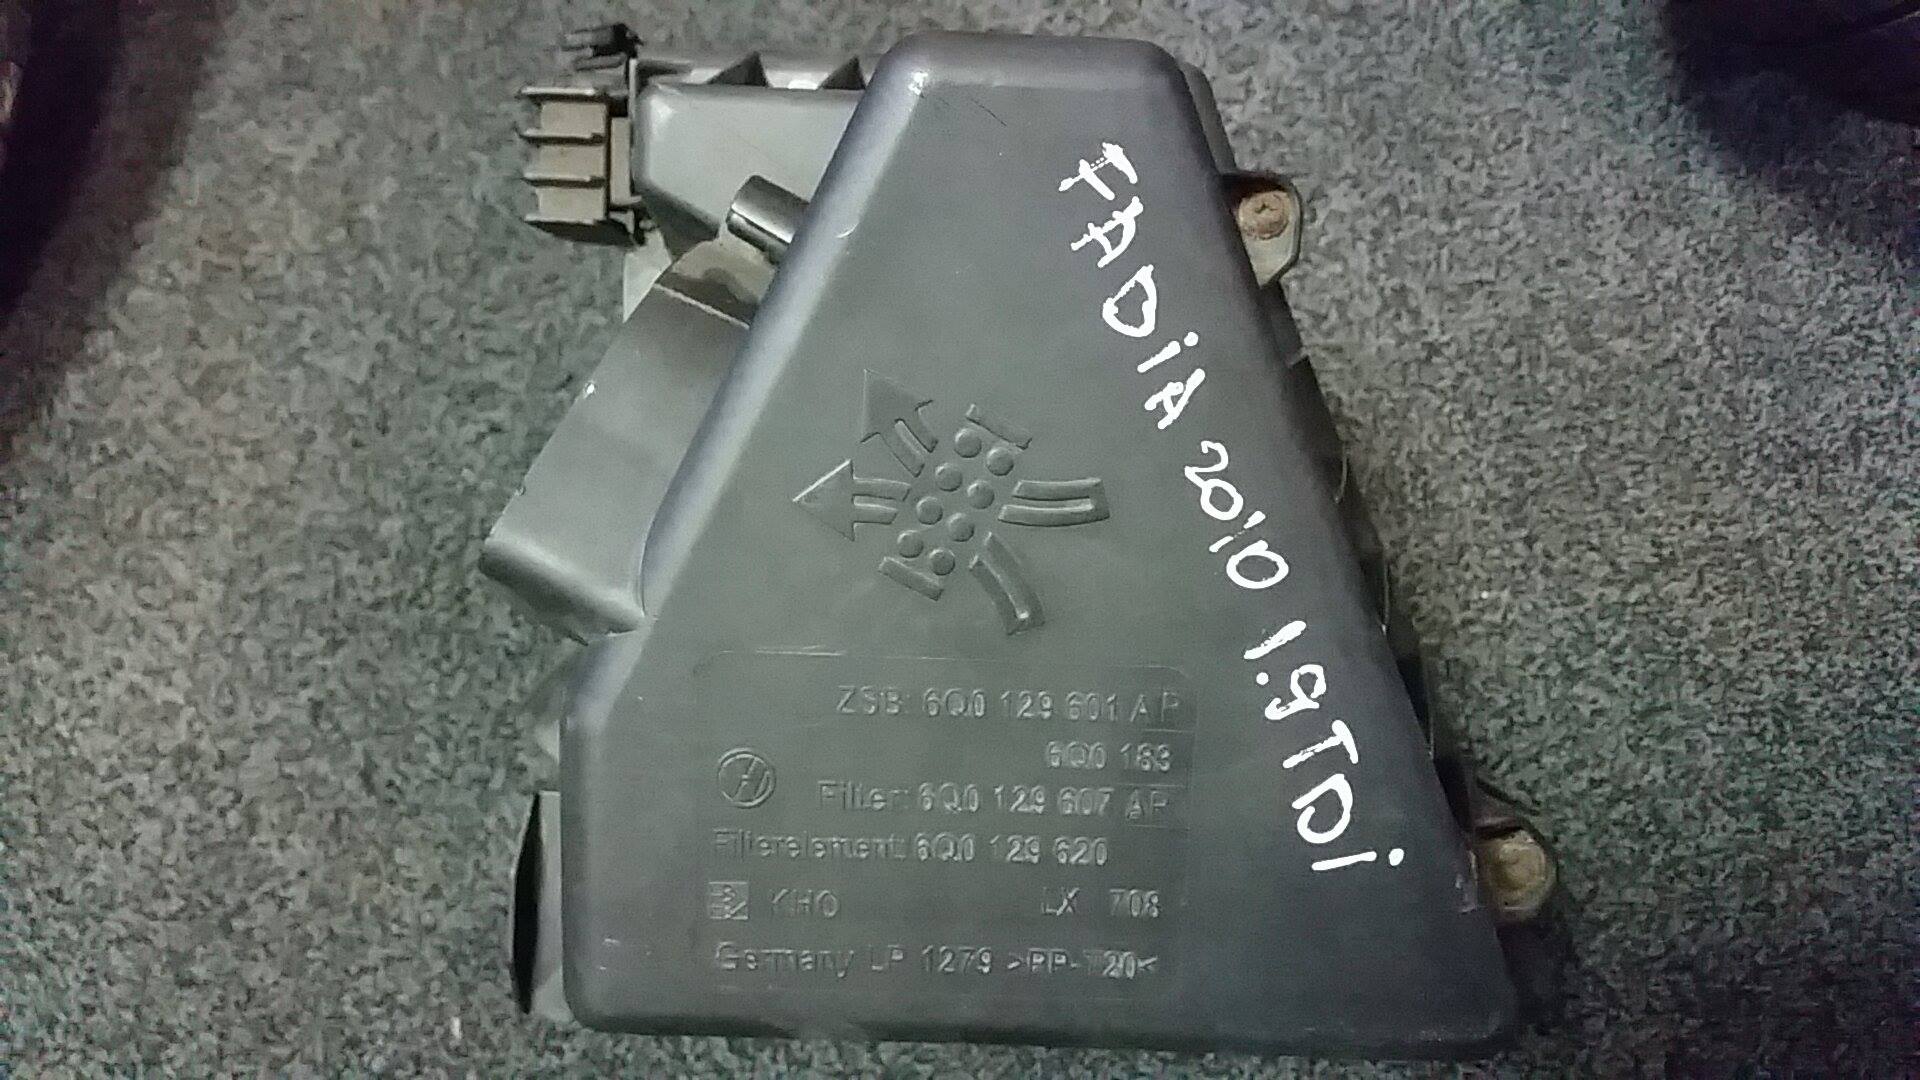 FADiA 2010 1.9TDi
ZSB: 6Q0 129 601 AP
6Q0 183
Filter: 6Q0 129 607 AP
Filterelement: 6Q0 129 620
KHO LX 708
Germany LP 1279 >PP-T20<